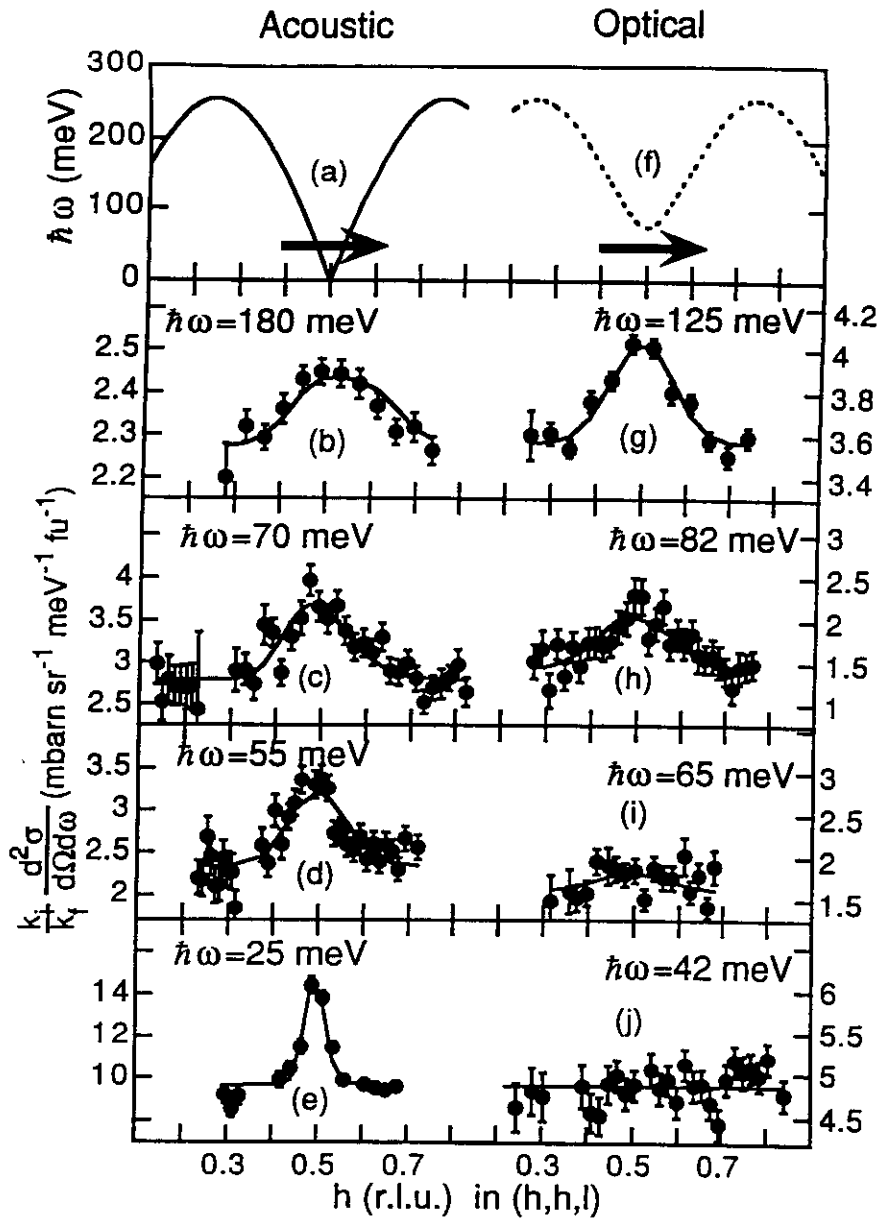 Acoustic Optical
300
200
100
0
ħω (meV)
(a)
(f)
ħω=180 meV
2.5
2.4
2.3
2.2
(b)
ħω=125 meV
4.2
4
3.8
3.6
3.4
(g)
ħω=70 meV
4
3.5
3
2.5
(c)
ħω=82 meV
3
2.5
2
1.5
1
(h)
ħω=55 meV
3.5
3
2.5
2
(d)
ħω=65 meV
3
2.5
2
1.5
(i)
ħω=25 meV
14
12
10
(e)
ħω=42 meV
6
5.5
5
4.5
(j)
k_i/k_f d²σ/dΩdω (mbarn sr⁻¹ meV⁻¹ fu⁻¹)
0.3 0.5 0.7 0.3 0.5 0.7
h (r.l.u.) in (h,h,l)